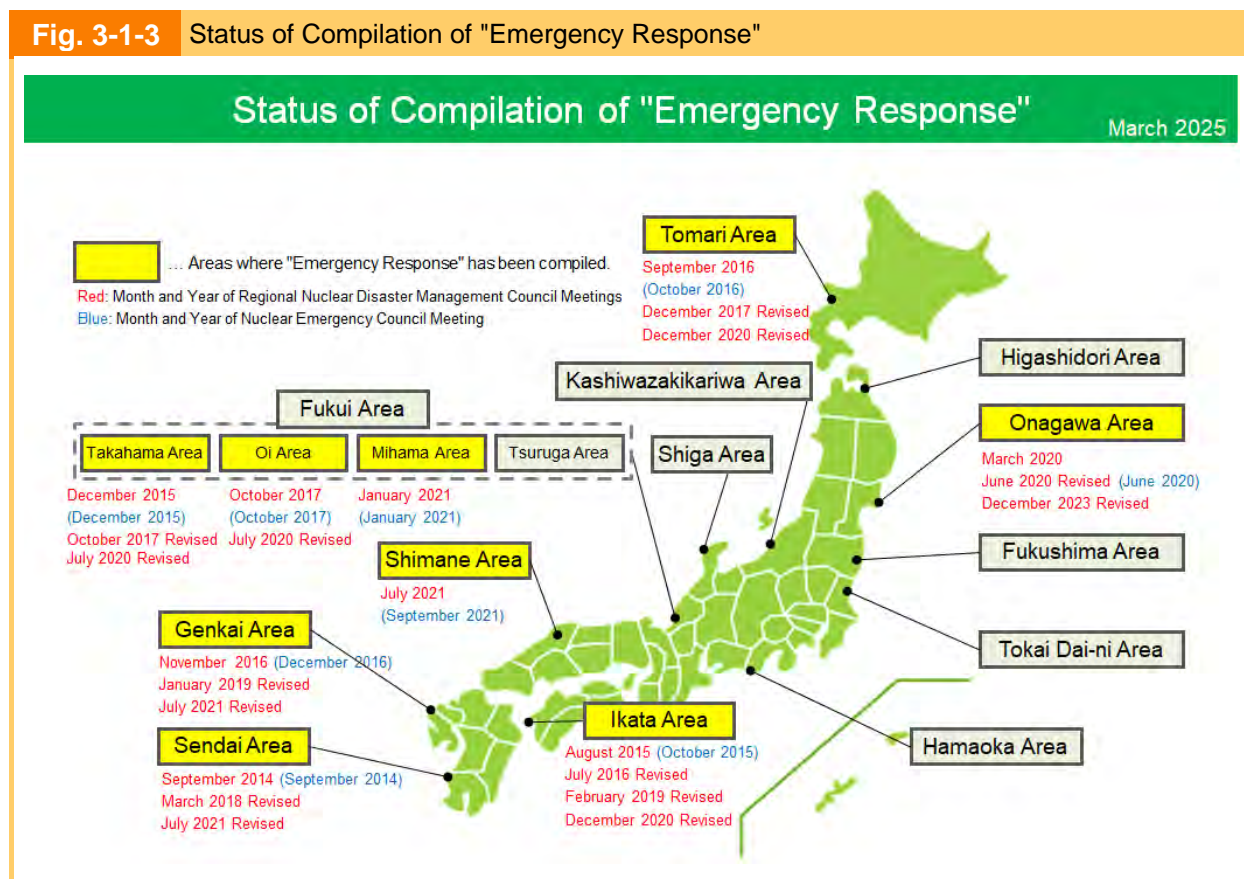 Fig. 3-1-3 Status of Compilation of "Emergency Response"
Status of Compilation of "Emergency Response"
March 2025
... Areas where "Emergency Response" has been compiled.
Red: Month and Year of Regional Nuclear Disaster Management Council Meetings
Blue: Month and Year of Nuclear Emergency Council Meeting
Tomari Area
September 2016
(October 2016)
December 2017 Revised
December 2020 Revised
Kashiwazakikariwa Area
Higashidori Area
Fukui Area
Takahama Area
December 2015
(December 2015)
October 2017 Revised
July 2020 Revised
Oi Area
October 2017
(October 2017)
July 2020 Revised
Mihama Area
January 2021
(January 2021)
Tsuruga Area
Shiga Area
Onagawa Area
March 2020
June 2020 Revised (June 2020)
December 2023 Revised
Shimane Area
July 2021
(September 2021)
Fukushima Area
Genkai Area
November 2016 (December 2016)
January 2019 Revised
July 2021 Revised
Tokai Dai-ni Area
Sendai Area
September 2014 (September 2014)
March 2018 Revised
July 2021 Revised
Ikata Area
August 2015 (October 2015)
July 2016 Revised
February 2019 Revised
December 2020 Revised
Hamaoka Area